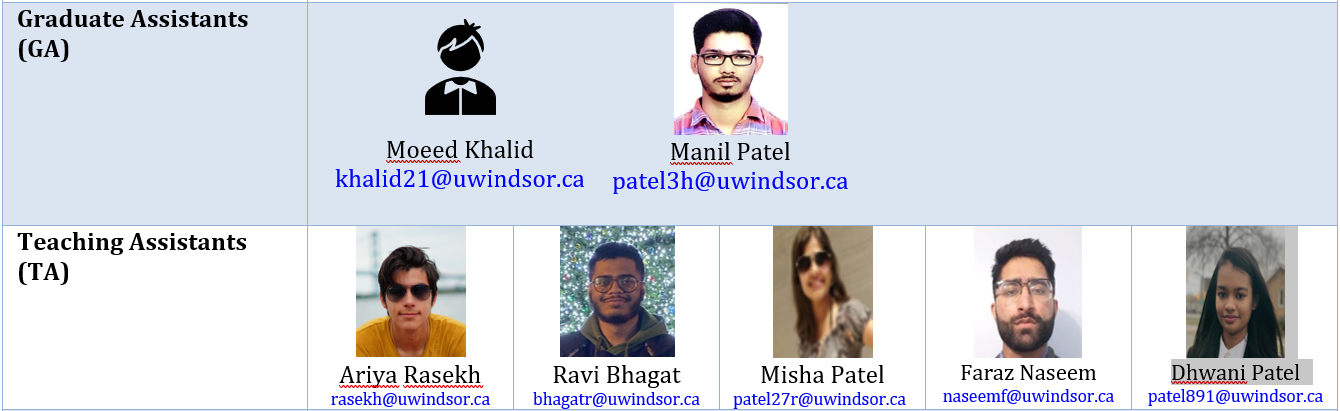 Graduate Assistants
(GA)
Moeed Khalid
khalid21@uwindsor.ca
Manil Patel
patel3h@uwindsor.ca
Teaching Assistants
(TA)
Ariya Rasekh
rasekh@uwindsor.ca
Ravi Bhagat
bhagatr@uwindsor.ca
Misha Patel
patel27r@uwindsor.ca
Faraz Naseem
naseemf@uwindsor.ca
Dhwani Patel
patel891@uwindsor.ca